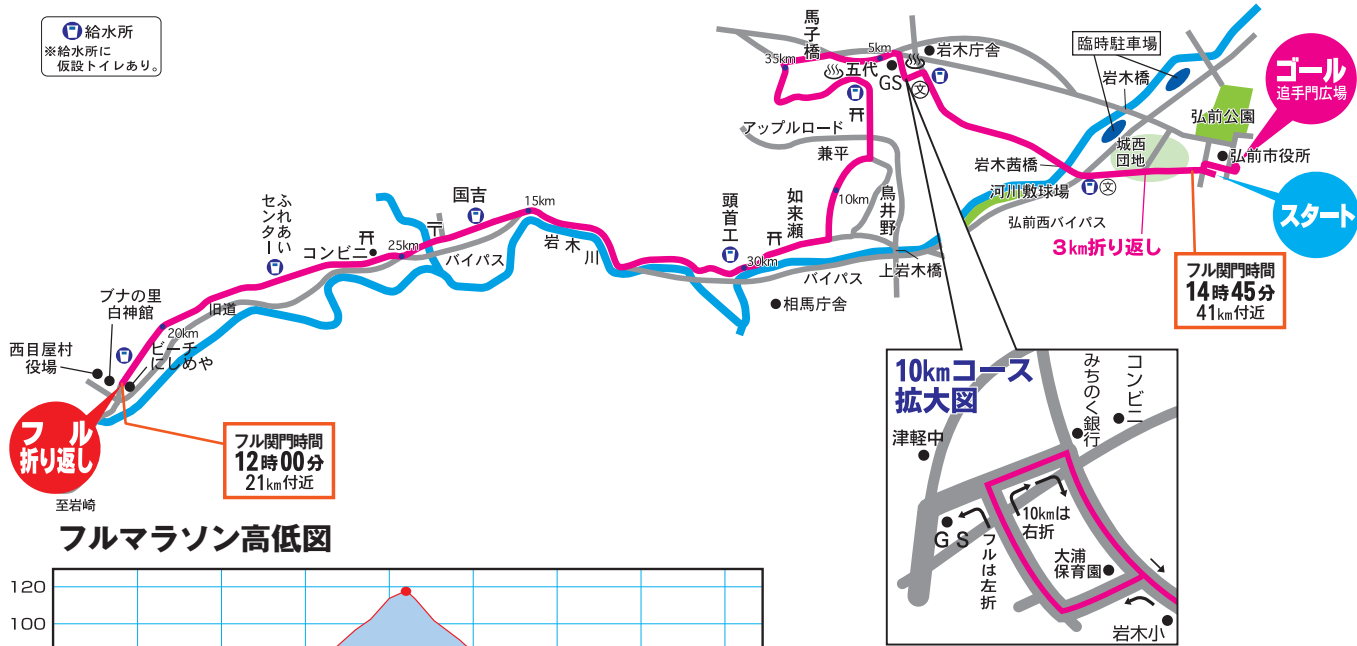 給水所
※給水所に
仮設トイレあり。
馬子橋
35km
5km
五代
GS
文
岩木庁舎
臨時駐車場
岩木橋
ゴール
追手門広場
弘前公園
弘前市役所
城西
団地
スタート
アップルロード
兼平
岩木茜橋
文
河川敷球場
弘前西バイパス
3km折り返し
フル関門時間
14時45分
41km付近
鳥井野
10km
如来瀬
頭首工
30km
上岩木橋
バイパス
相馬庁舎
国吉
15km
岩木川
〒
バイパス
25km
コンビニ
ふれあい
センター
旧道
ブナの里
白神館
20km
ビーチ
にしめや
西目屋村
役場
フル
折り返し
フル関門時間
12時00分
21km付近
至岩崎
10kmコース
拡大図
津軽中
みちのく
銀行
コンビニ
10kmは
右折
GS
フルは左折
大浦
保育園
岩木小
フルマラソン高低図
120
100